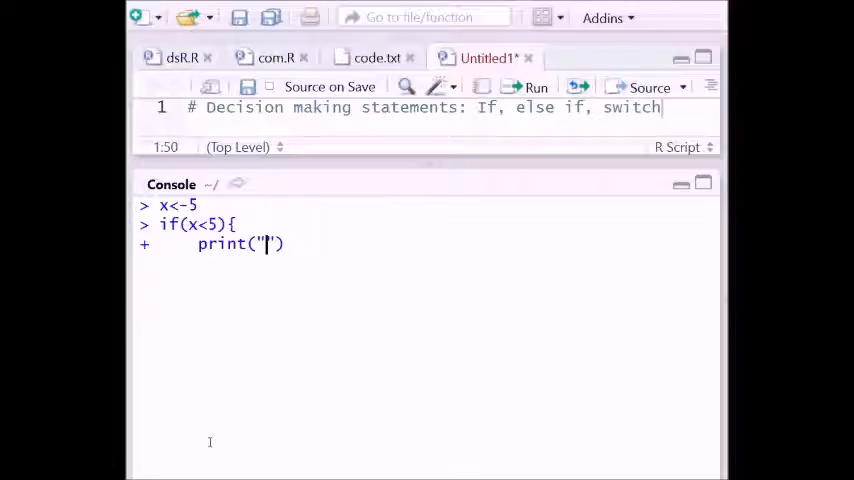 Go to file/function
Addins
dsR.R
com.R
code.txt
Untitled1*
Source on Save
Run
Source
1 # Decision making statements: If, else if, switch
1:50 (Top Level) R Script
Console ~/
> x<-5
> if(x<5){
+ print("")